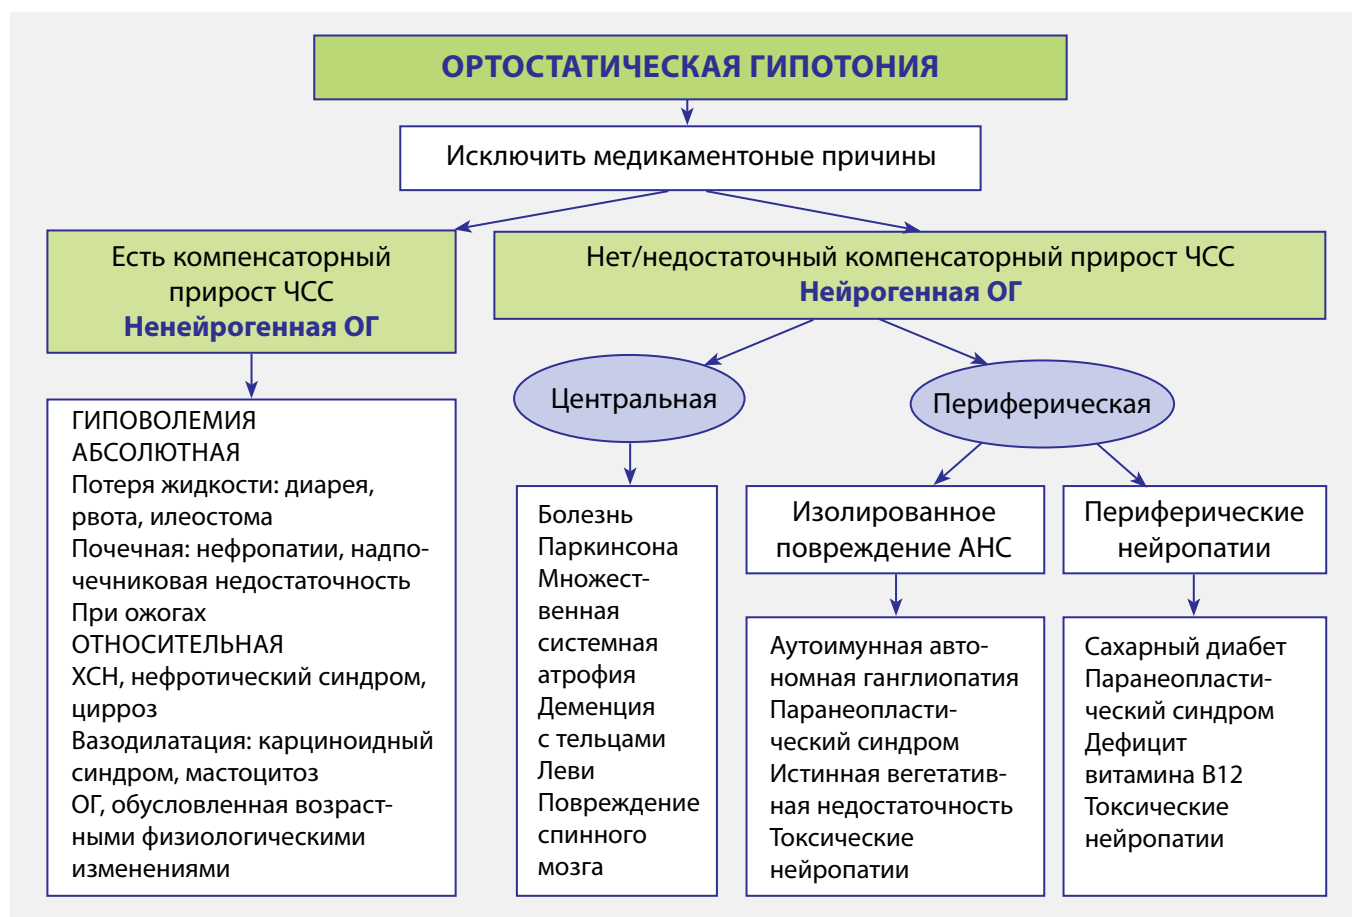 ОРТОСТАТИЧЕСКАЯ ГИПОТОНИЯ
Исключить медикаментоные причины
Есть компенсаторный
прирост ЧСС
Ненейрогенная ОГ
Нет/недостаточный компенсаторный прирост ЧСС
Нейрогенная ОГ
ГИПОВОЛЕМИЯ
АБСОЛЮТНАЯ
Потеря жидкости: диарея,
рвота, илеостома
Почечная: нефропатии, надпо-
чечниковая недостаточность
При ожогах
ОТНОСИТЕЛЬНАЯ
ХСН, нефротический синдром,
цирроз
Вазодилатация: карциноидный
синдром, мастоцитоз
ОГ, обусловленная возраст-
ными физиологическими
изменениями
Центральная
Болезнь
Паркинсона
Множест-
венная
системная
атрофия
Деменция
с тельцами
Леви
Повреждение
спинного
мозга
Периферическая
Изолированное
повреждение АНС
Аутоимунная авто-
номная ганглиопатия
Паранеопласти-
ческий синдром
Истинная вегетатив-
ная недостаточность
Токсические
нейропатии
Периферические
нейропатии
Сахарный диабет
Паранеопласти-
ческий синдром
Дефицит
витамина В12
Токсические
нейропатии